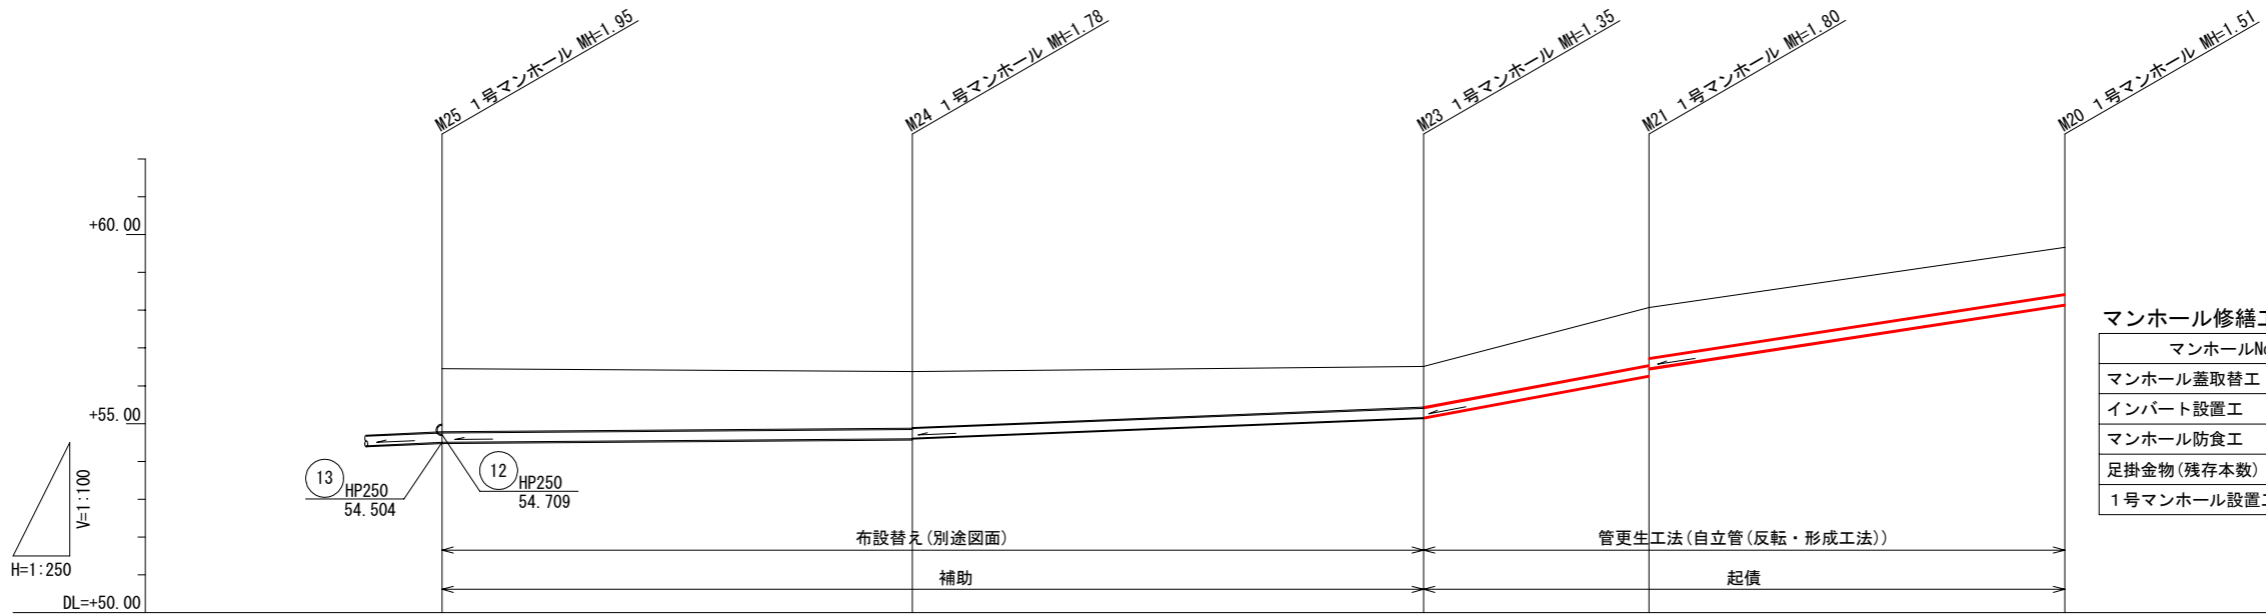 M25 1号マンホール MH=1.95
M24 1号マンホール MH=1.78
M23 1号マンホール MH=1.35
M21 1号マンホール MH=1.80
M20 1号マンホール MH=1.51
+60.00
+55.00
DL=+50.00
V=1:100
H=1:250
13 HP250
54.504
12 HP250
54.709
布設替え(別途図面)
管更生工法(自立管(反転・形成工法))
補助
起債
マンホール修繕
マンホールNo
マンホール蓋取替工
インバート設置工
マンホール防食工
足掛金物(残存本数)
1号マンホール設置工